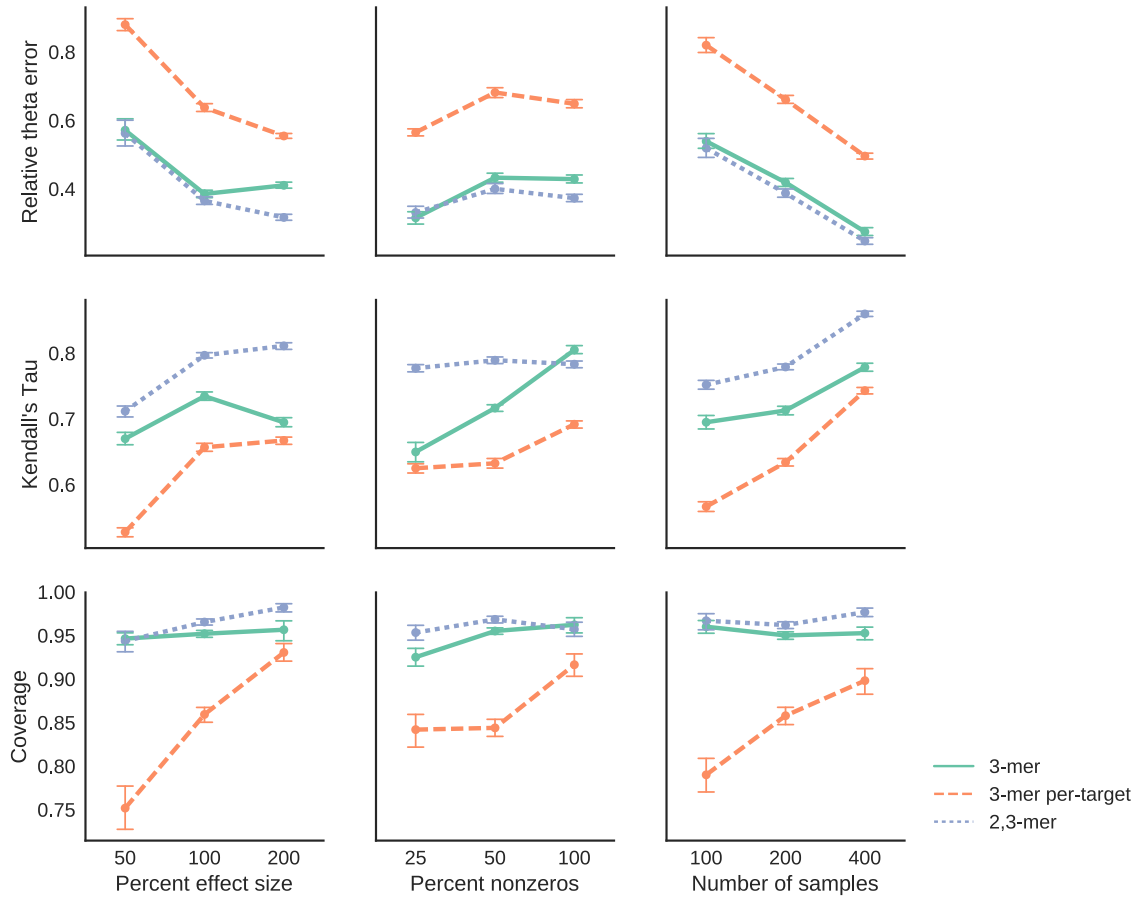 Relative theta error
0.8
0.6
0.4
Kendall's Tau
0.8
0.7
0.6
Coverage
1.00
0.95
0.90
0.85
0.80
0.75
50 100 200
Percent effect size
25 50 100
Percent nonzeros
100 200 400
Number of samples
3-mer
3-mer per-target
2,3-mer